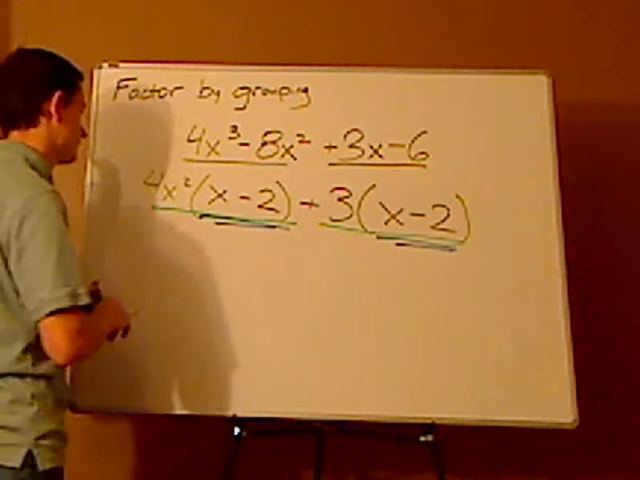 Factor by grouping
4x³-8x² +3x-6
4x²(x-2) + 3(x-2)